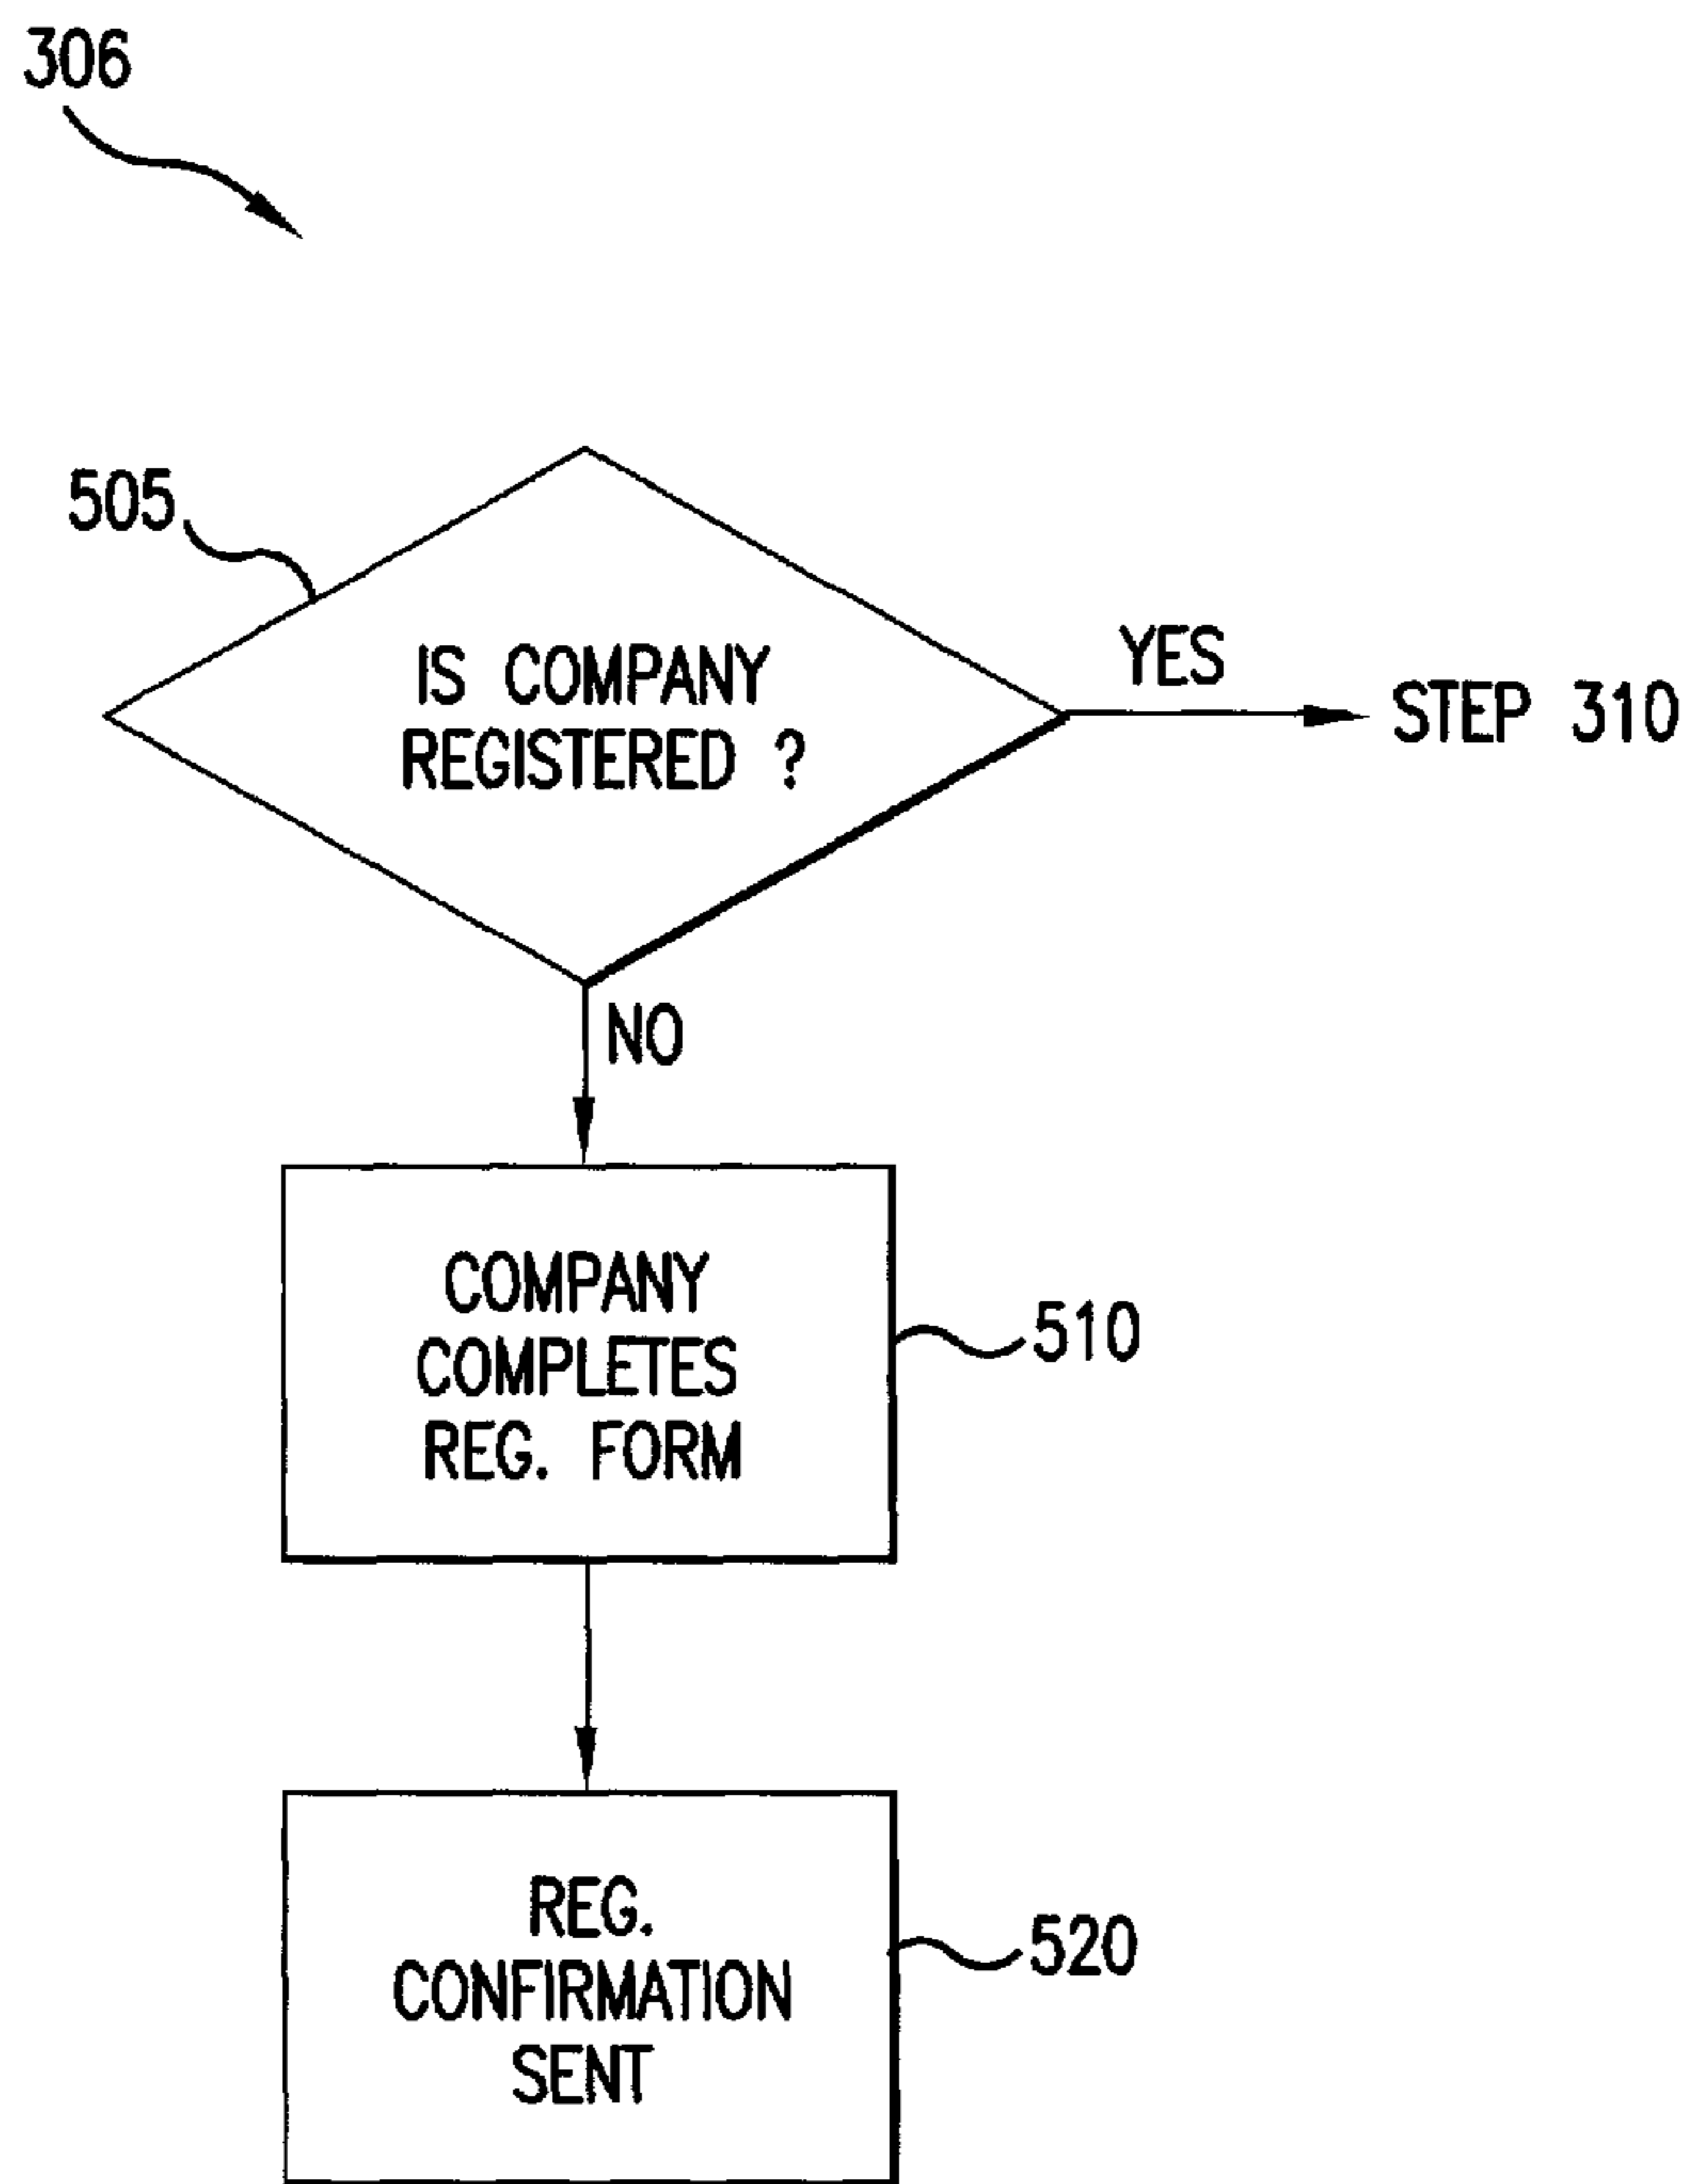 306
505
IS COMPANY
REGISTERED ?
YES
STEP 310
NO
COMPANY
COMPLETES
REG. FORM
510
REG.
CONFIRMATION
SENT
520